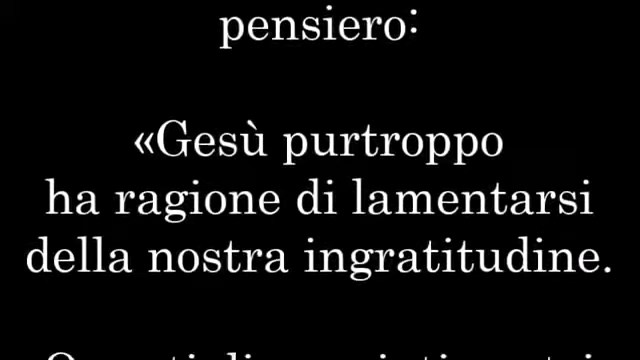 pensiero:
«Gesù purtroppo
ha ragione di lamentarsi
della nostra ingratitudine.